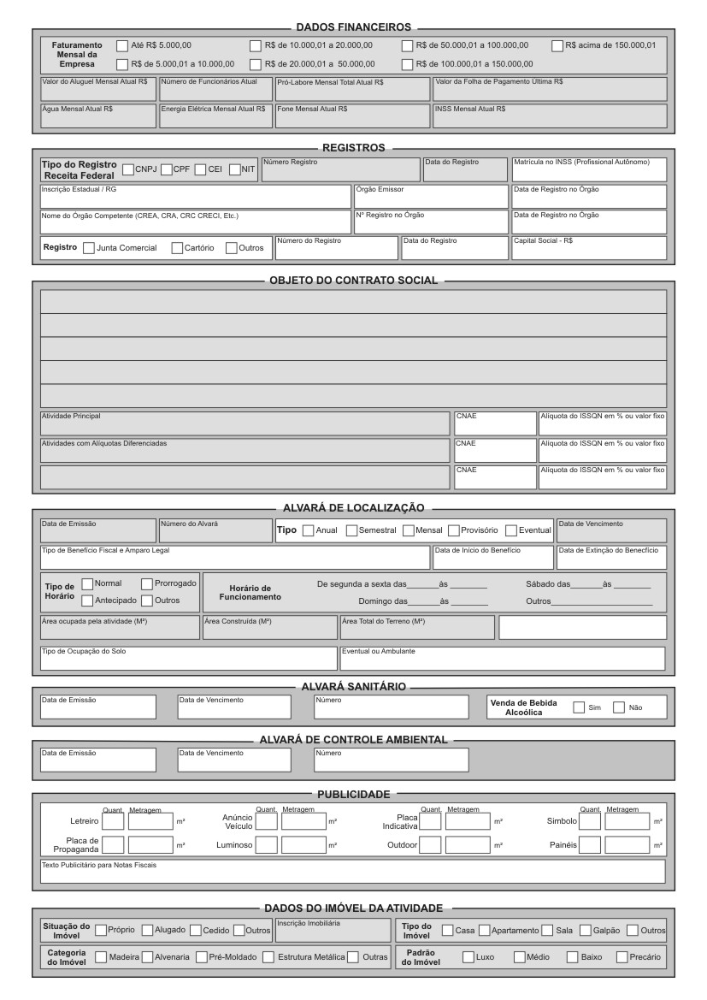 DADOS FINANCEIROS
Faturamento Mensal da Empresa
Até R$ 5.000,00
R$ de 10.000,01 a 20.000,00
R$ de 50.000,01 a 100.000,00
R$ acima de 150.000,01
R$ de 5.000,01 a 10.000,00
R$ de 20.000,01 a 50.000,00
R$ de 100.000,01 a 150.000,00
Valor do Aluguel Mensal Atual R$
Número de Funcionários Atual
Pró-Labore Mensal Total Atual R$
Valor da Folha de Pagamento Última R$
Água Mensal Atual R$
Energia Elétrica Mensal Atual R$
Fone Mensal Atual R$
INSS Mensal Atual R$
REGISTROS
Tipo do Registro
Receita Federal
CNPJ CPF CEI NIT
Número Registro
Data do Registro
Matrícula no INSS (Profissional Autônomo)
Inscrição Estadual / RG
Órgão Emissor
Data de Registro no Órgão
Nome do Órgão Competente (CREA, CRA, CRC CRECI, Etc.)
Nº Registro no Órgão
Data de Registro no Órgão
Registro Junta Comercial Cartório Outros
Número do Registro
Data do Registro
Capital Social - R$
OBJETO DO CONTRATO SOCIAL
Atividade Principal
CNAE
Alíquota do ISSQN em % ou valor fixo
Atividades com Alíquotas Diferenciadas
CNAE
Alíquota do ISSQN em % ou valor fixo
CNAE
Alíquota do ISSQN em % ou valor fixo
ALVARÁ DE LOCALIZAÇÃO
Data de Emissão
Número do Alvará
Tipo Anual Semestral Mensal Provisório Eventual
Data de Vencimento
Tipo de Benefício Fiscal e Amparo Legal
Data de Início do Benefício
Data de Extinção do Benecfício
Tipo de
Horário
Normal Prorrogado
Antecipado Outros
Horário de
Funcionamento
De segunda a sexta das_______às ________
Sábado das_______às ________
Domingo das_______às ________
Outros______________________
Área ocupada pela atividade (M²)
Área Construída (M²)
Área Total do Terreno (M²)
Tipo de Ocupação do Solo
Eventual ou Ambulante
ALVARÁ SANITÁRIO
Data de Emissão
Data de Vencimento
Número
Venda de Bebida
Alcoólica
Sim Não
ALVARÁ DE CONTROLE AMBIENTAL
Data de Emissão
Data de Vencimento
Número
PUBLICIDADE
Quant. Metragem Quant. Metragem Quant. Metragem Quant. Metragem
Letreiro m²
Anúncio
Veículo m²
Placa
Indicativa m²
Simbolo m²
Placa de
Propaganda m²
Luminoso m²
Outdoor m²
Painéis m²
Texto Publicitário para Notas Fiscais
DADOS DO IMÓVEL DA ATIVIDADE
Situação do
Imóvel
Próprio Alugado Cedido Outros
Inscrição Imobiliária
Tipo do
Imóvel
Casa Apartamento Sala Galpão Outros
Categoria
do Imóvel
Madeira Alvenaria Pré-Moldado Estrutura Metálica Outras
Padrão
do Imóvel
Luxo Médio Baixo Precário